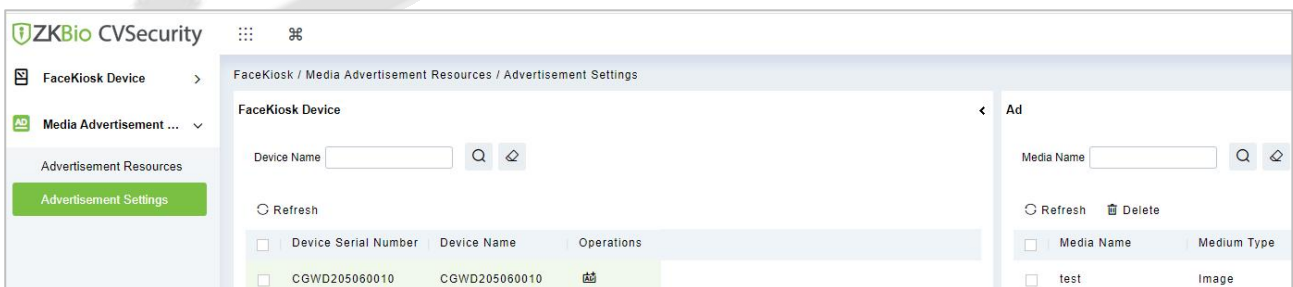 ZKBio CVSecurity
FaceKiosk Device
AD Media Advertisement ...
Advertisement Resources
Advertisement Settings
FaceKiosk / Media Advertisement Resources / Advertisement Settings
FaceKiosk Device
Device Name
Refresh
Device Serial Number Device Name Operations
CGWD205060010 CGWD205060010
Ad
Media Name
Refresh Delete
Media Name Medium Type
test Image